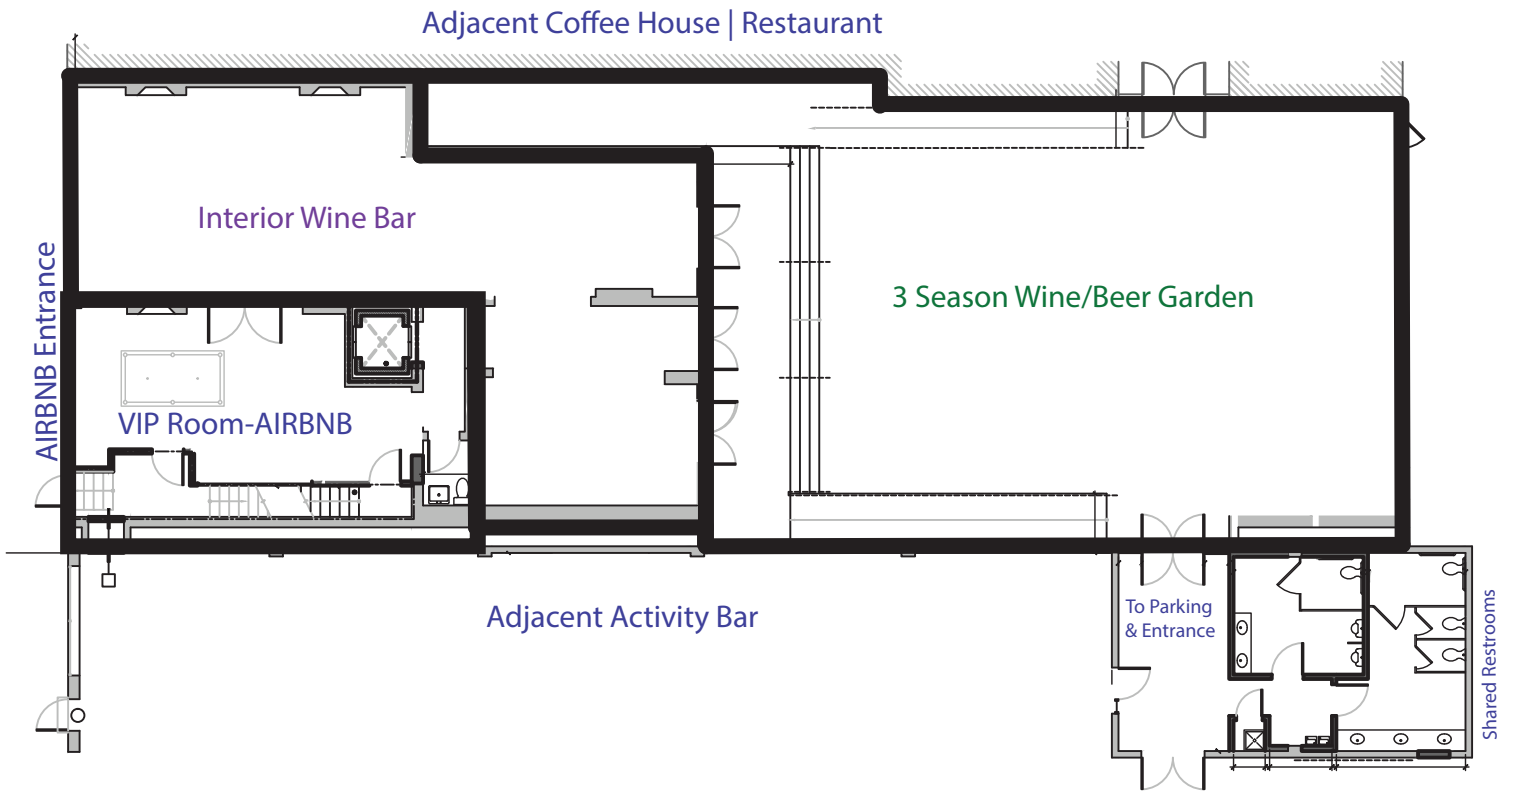 Adjacent Coffee House | Restaurant
Interior Wine Bar
AIRBNB Entrance
3 Season Wine/Beer Garden
VIP Room-AIRBNB
Adjacent Activity Bar
To Parking
& Entrance
Shared Restrooms